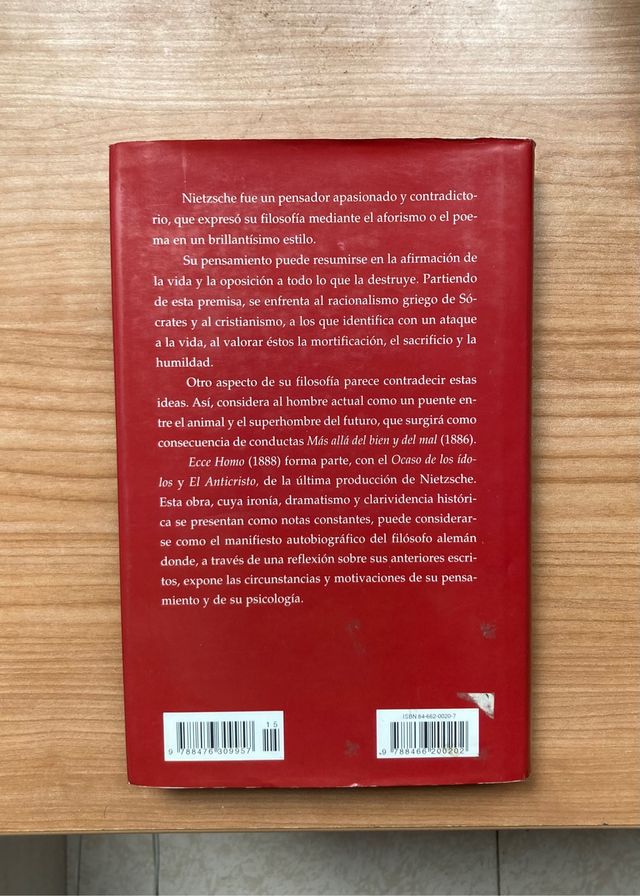 Nietzsche fue un pensador apasionado y contradicto-
rio, que expresó su filosofía mediante el aforismo o el poe-
ma en un brillantísimo estilo.
Su pensamiento puede resumirse en la afirmación de
la vida y la oposición a todo lo que la destruye. Partiendo
de esta premisa, se enfrenta al racionalismo griego de Só-
crates y al cristianismo, a los que identifica con un ataque
a la vida, al valorar éstos la mortificación, el sacrificio y la
humildad.
Otro aspecto de su filosofía parece contradecir estas
ideas. Así, considera al hombre actual como un puente en-
tre el animal y el superhombre del futuro, que surgirá como
consecuencia de conductas Más allá del bien y del mal (1886).
Ecce Homo (1888) forma parte, con el Ocaso de los ído-
los y El Anticristo, de la última producción de Nietzsche.
Esta obra, cuya ironía, dramatismo y clarividencia históri-
ca se presentan como notas constantes, puede considerar-
se como el manifiesto autobiográfico del filósofo alemán
donde, a través de una reflexión sobre sus anteriores escri-
tos, expone las circunstancias y motivaciones de su pensa-
miento y de su psicología.
15
9 788476 309957
ISBN 84-662-0020-7
9 788466 200202